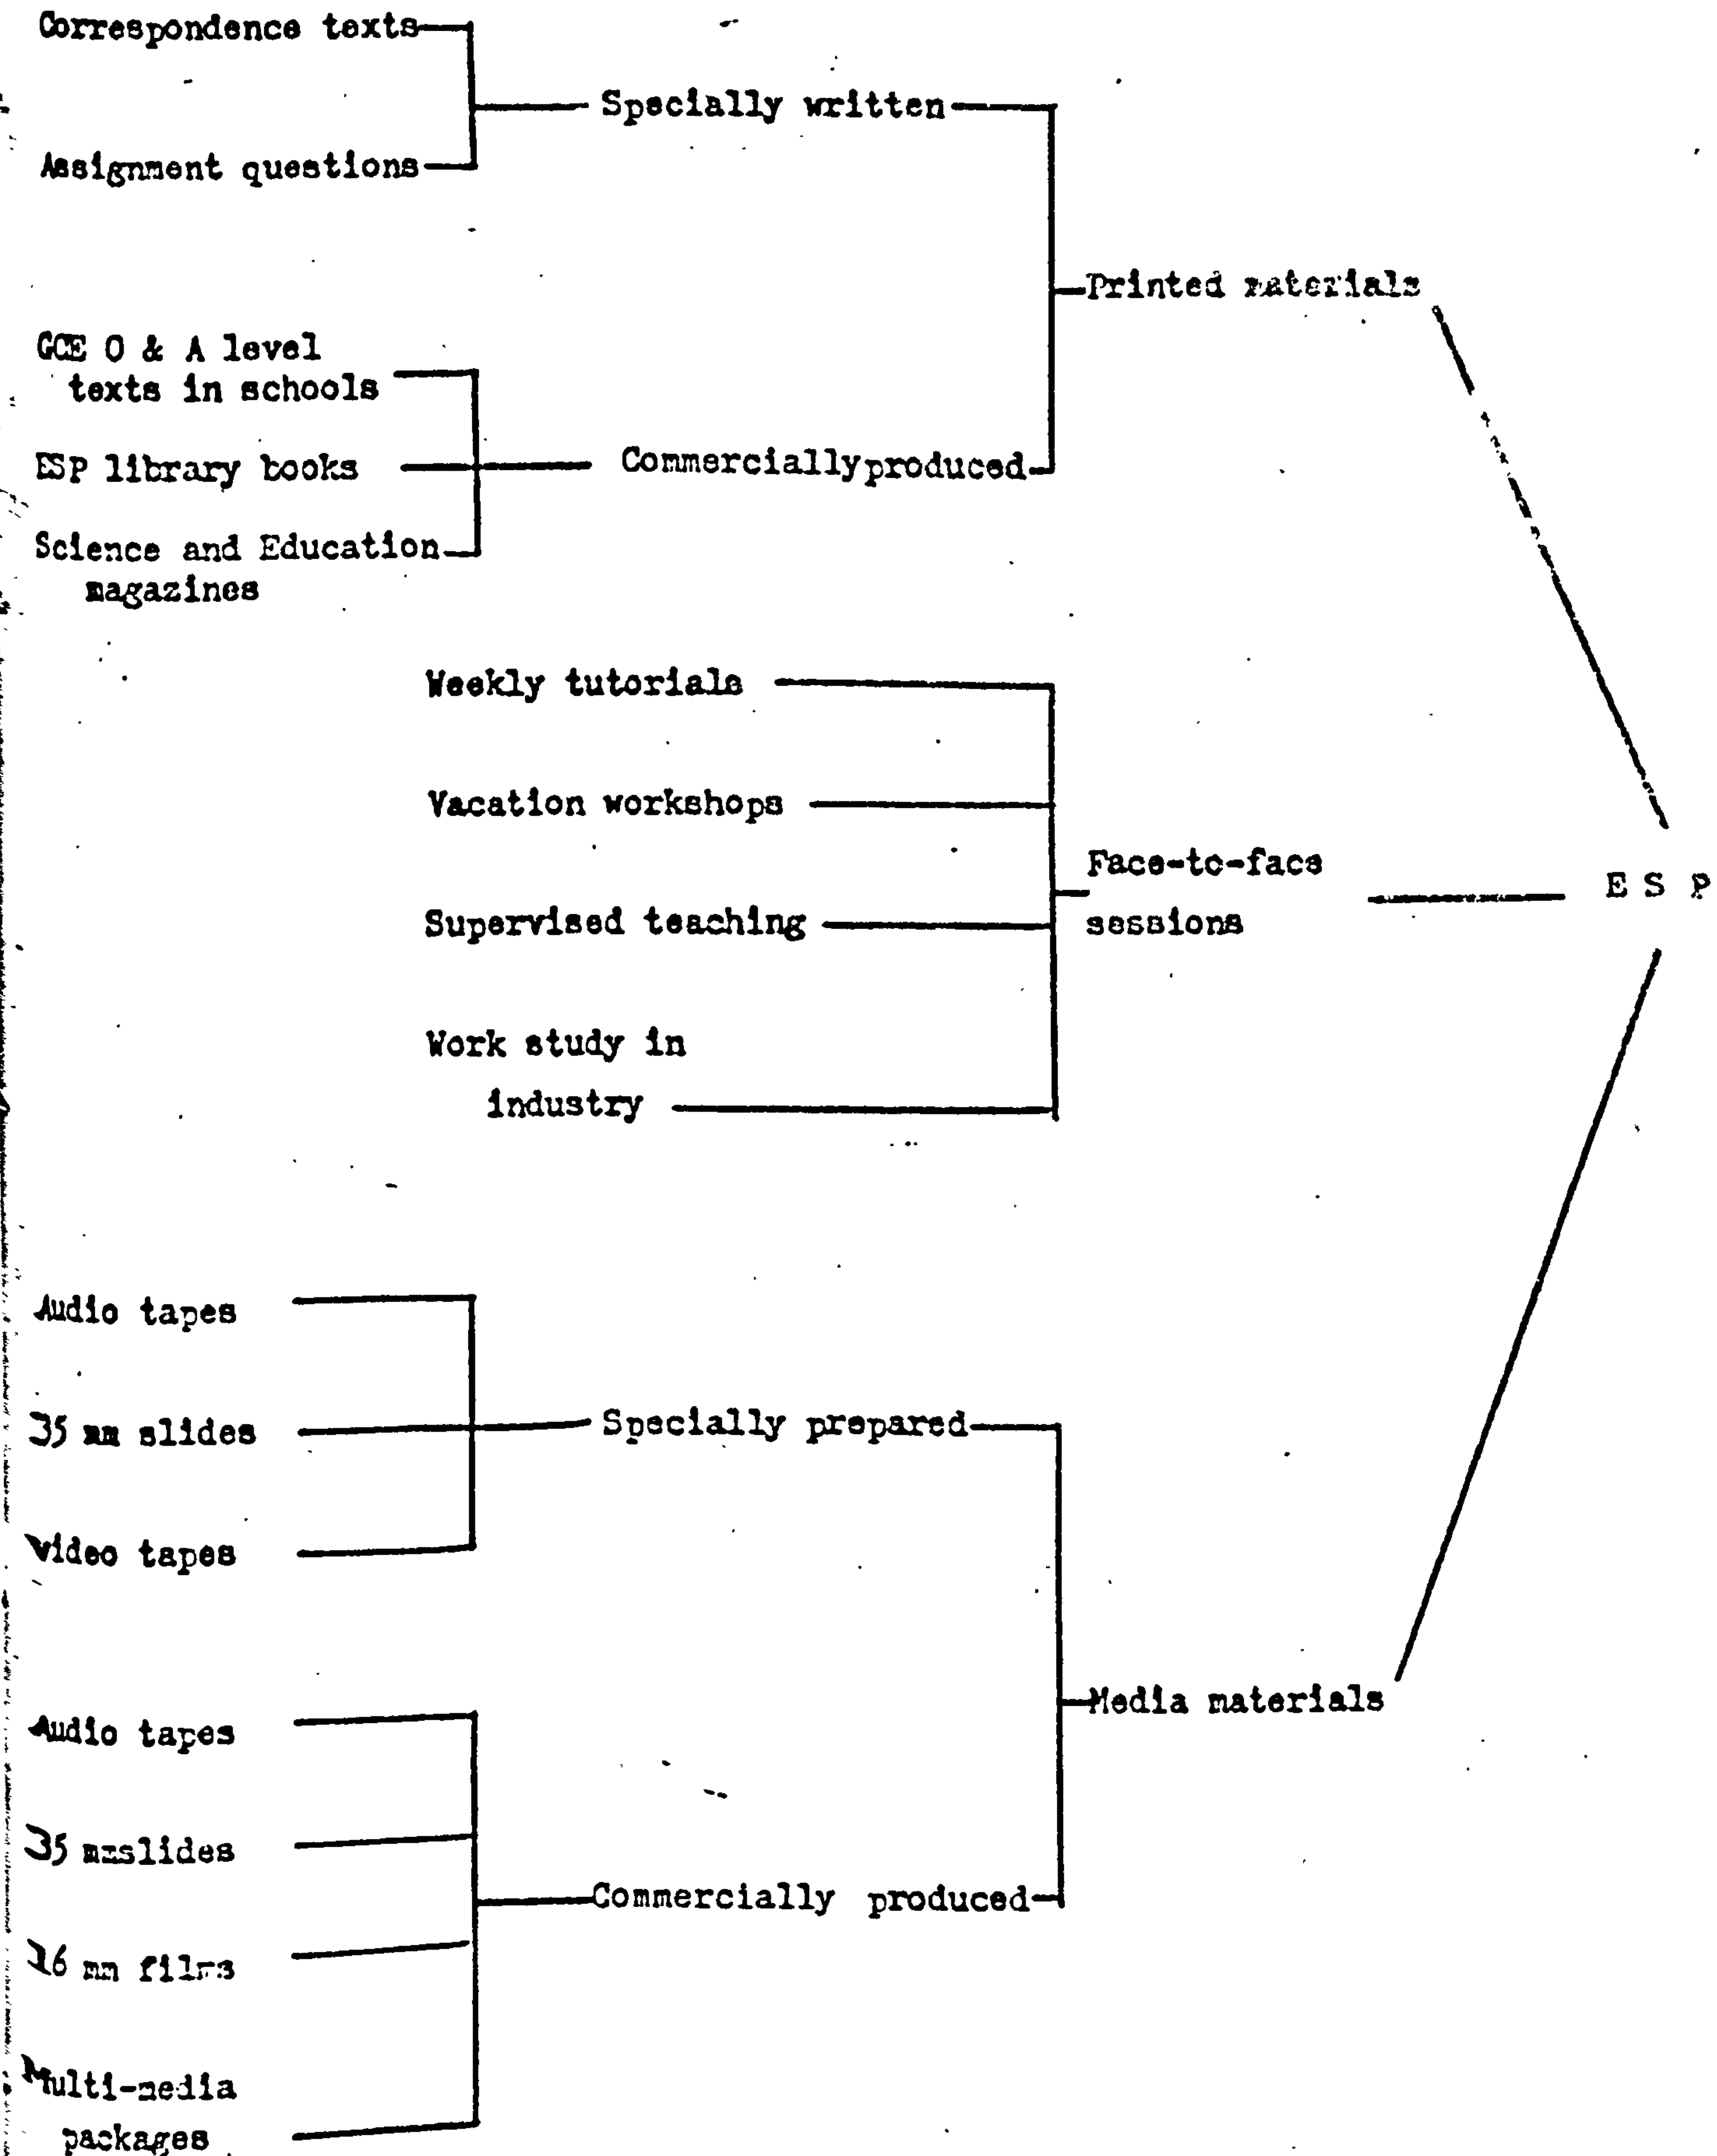 Correspondence texts
Specially written
Assignment questions
Printed materials
GCE O & A level
texts in schools
ESP library books
Commercially produced
Science and Education
magazines
Weekly tutorials
Vacation workshops
Face-to-face
sessions
E S P
Supervised teaching
Work study in
industry
Audio tapes
35 mm slides
Specially prepared
Video tapes
Media materials
Audio tapes
35 mm slides
Commercially produced
16 mm films
Multi-media
packages